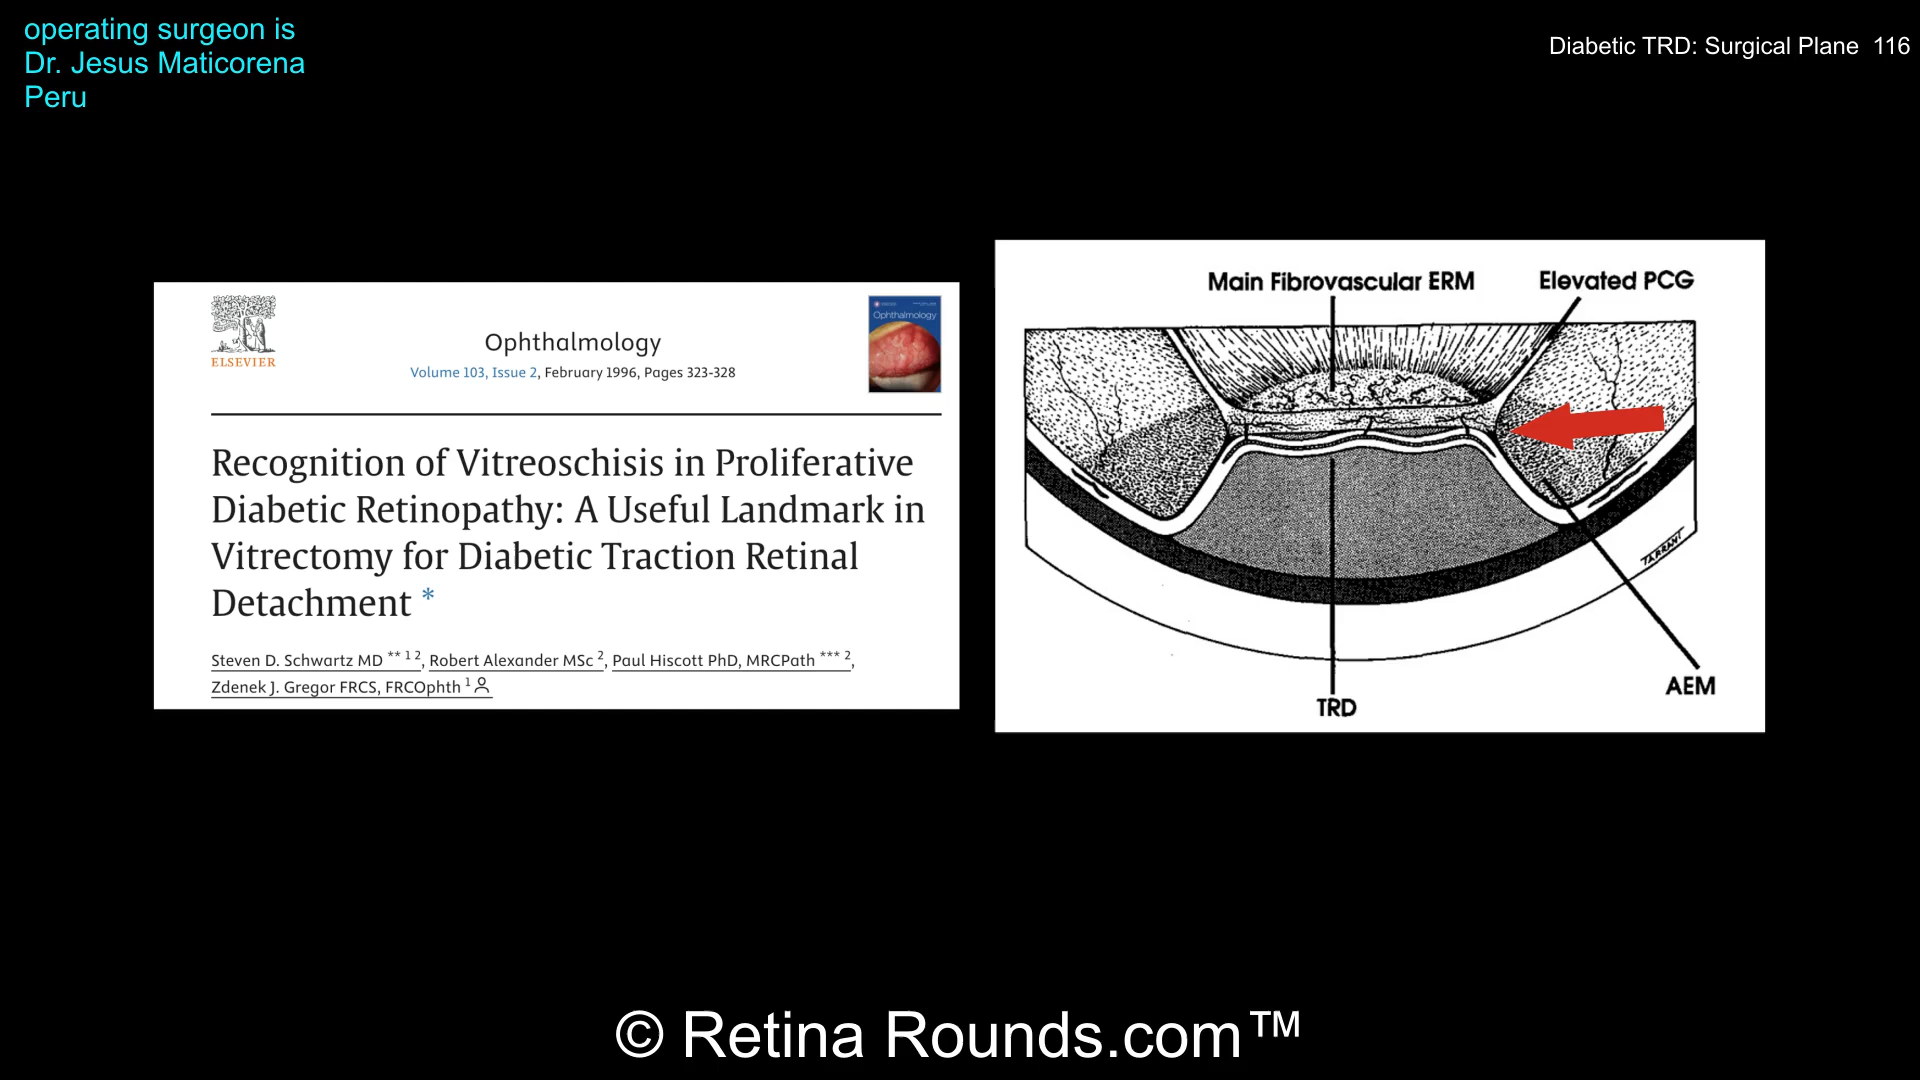 operating surgeon is
Dr. Jesus Maticorena
Peru
Diabetic TRD: Surgical Plane 116
ELSEVIER
Ophthalmology
Volume 103, Issue 2, February 1996, Pages 323-328
Ophthalmology
Recognition of Vitreoschisis in Proliferative
Diabetic Retinopathy: A Useful Landmark in
Vitrectomy for Diabetic Traction Retinal
Detachment *
Steven D. Schwartz MD ** 1 2, Robert Alexander MSc 2, Paul Hiscott PhD, MRCPath *** 2,
Zdenek J. Gregor FRCS, FRCOphth 1
Main Fibrovascular ERM
Elevated PCG
TARRANT
AEM
TRD
© Retina Rounds.com™